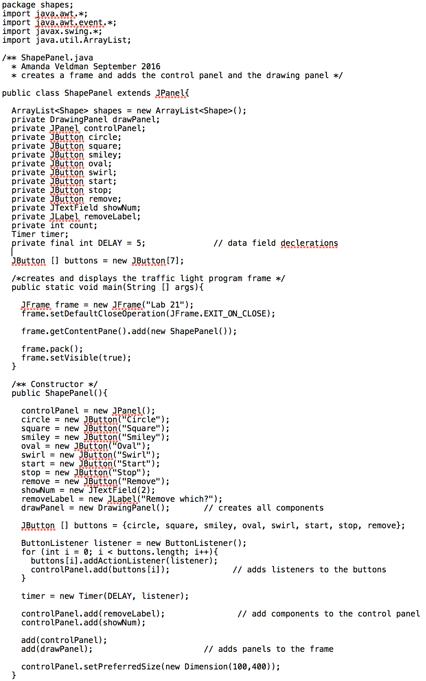 package shapes;
import java.awt.*;
import java.awt.event.*;
import javax.swing.*;
import java.util.ArrayList;

/** ShapePanel.java
 * Amanda Veldman September 2016
 * creates a frame and adds the control panel and the drawing panel */

public class ShapePanel extends JPanel{

ArrayList<Shape> shapes = new ArrayList<Shape>();
private DrawingPanel drawPanel;
private JPanel controlPanel;
private JButton circle;
private JButton square;
private JButton smiley;
private JButton oval;
private JButton swirl;
private JButton start;
private JButton stop;
private JButton remove;
private JTextField showNum;
private JLabel removeLabel;
private int count;
Timer timer;
private final int DELAY = 5; // data field declerations

JButton [] buttons = new JButton[7];

/*creates and displays the traffic light program frame */
public static void main(String [] args){

JFrame frame = new JFrame("Lab 21");
frame.setDefaultCloseOperation(JFrame.EXIT_ON_CLOSE);

frame.getContentPane().add(new ShapePanel());

frame.pack();
frame.setVisible(true);
}

/** Constructor */
public ShapePanel(){

controlPanel = new JPanel();
circle = new JButton("Circle");
square = new JButton("Square");
smiley = new JButton("Smiley");
oval = new JButton("Oval");
swirl = new JButton("Swirl");
start = new JButton("Start");
stop = new JButton("Stop");
remove = new JButton("Remove");
showNum = new JTextField(2);
removeLabel = new JLabel("Remove which?");
drawPanel = new DrawingPanel(); // creates all components

JButton [] buttons = {circle, square, smiley, oval, swirl, start, stop, remove};

ButtonListener listener = new ButtonListener();
for (int i = 0; i < buttons.length; i++){
buttons[i].addActionListener(listener);
controlPanel.add(buttons[i]); // adds listeners to the buttons
}

timer = new Timer(DELAY, listener);

controlPanel.add(removeLabel); // add components to the control panel
controlPanel.add(showNum);

add(controlPanel);
add(drawPanel); // adds panels to the frame

controlPanel.setPreferredSize(new Dimension(100,400));
}